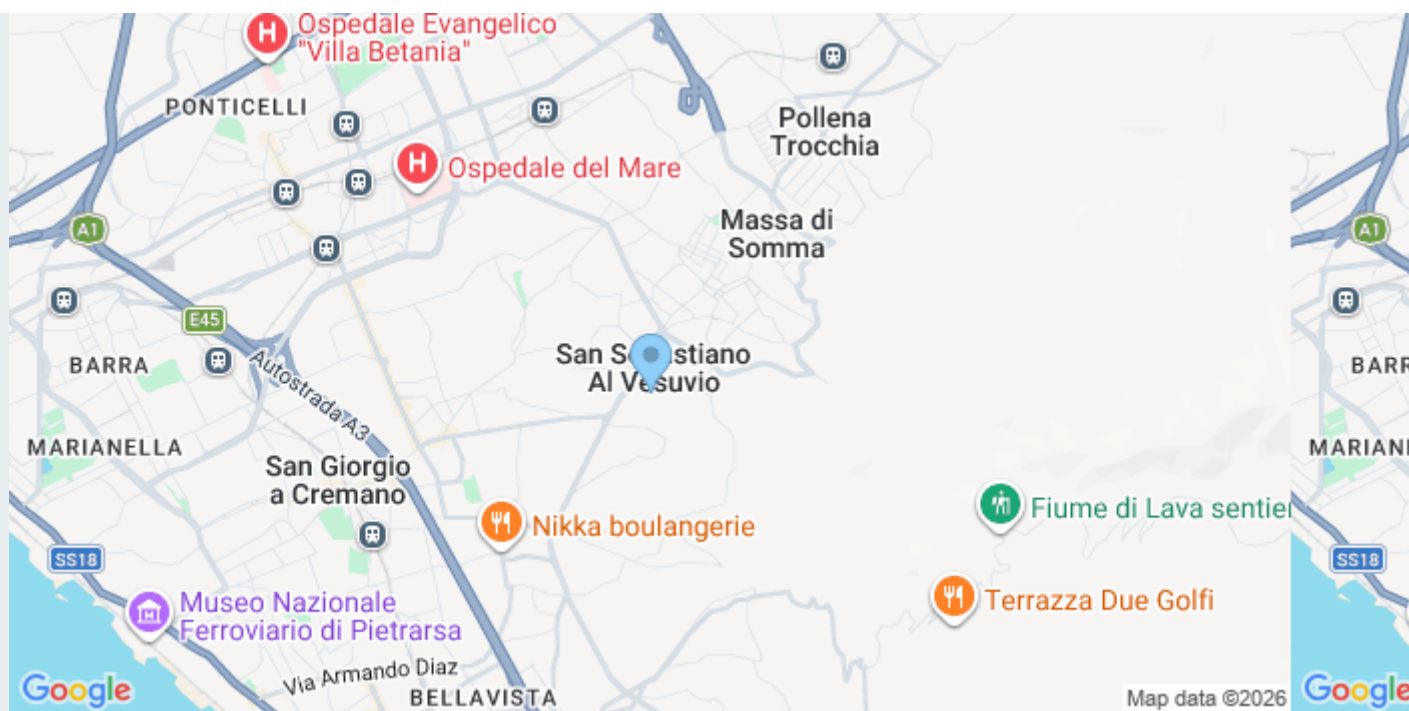 Ospedale Evangelico
"Villa Betania"
PONTICELLI
Pollena
Trocchia
Ospedale del Mare
Massa di
Somma
A1
A1
E45
San Sebastiano
Al Vesuvio
BARRA
BARR
Autostrada A3
MARIANELLA
MARIANI
San Giorgio
a Cremano
Fiume di Lava sentier
Nikka boulangerie
SS18
SS18
Terrazza Due Golfi
Museo Nazionale
Ferroviario di Pietrarsa
Via Armando Diaz
BELLAVISTA
Google
Map data ©2026
Google